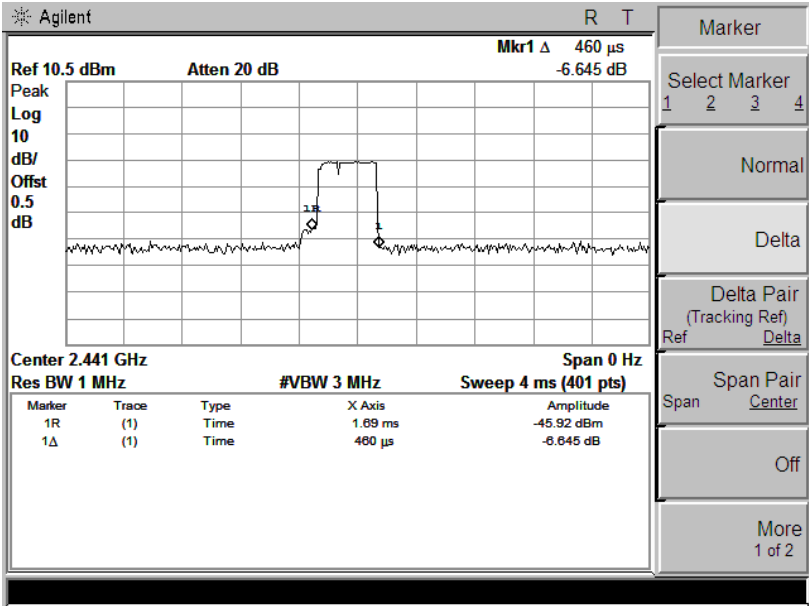 Agilent R T
Mkr1 Δ 460 μs
Ref 10.5 dBm Atten 20 dB -6.645 dB
Peak
Log
10
dB/
Offst
0.5
dB
1R
1
Center 2.441 GHz Span 0 Hz
Res BW 1 MHz #VBW 3 MHz Sweep 4 ms (401 pts)
Marker Trace Type X Axis Amplitude
1R (1) Time 1.69 ms -45.92 dBm
1Δ (1) Time 460 μs -6.645 dB
Marker
Select Marker
1 2 3 4
Normal
Delta
Delta Pair
(Tracking Ref)
Ref Delta
Span Pair
Span Center
Off
More
1 of 2